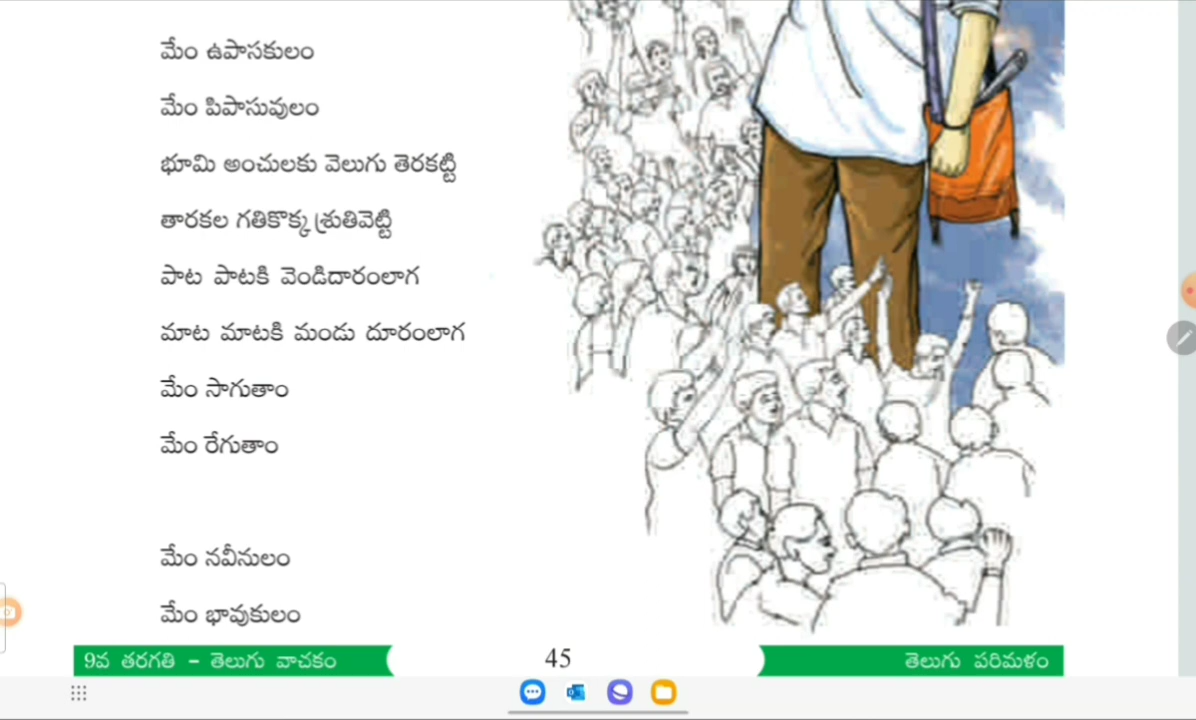 మేం ఉపాసకులం
మేం పిపాసువులం
భూమి అంచులకు వెలుగు తెరకట్టి
తారకల గతికొక్క శ్రుతివెట్టి
పాట పాటకి వెండిదారంలాగ
మాట మాటకి మండు దూరంలాగ
మేం సాగుతాం
మేం రేగుతాం
మేం నవీనులం
మేం భావుకులం
9వ తరగతి - తెలుగు వాచకం
45
తెలుగు పరిమళం